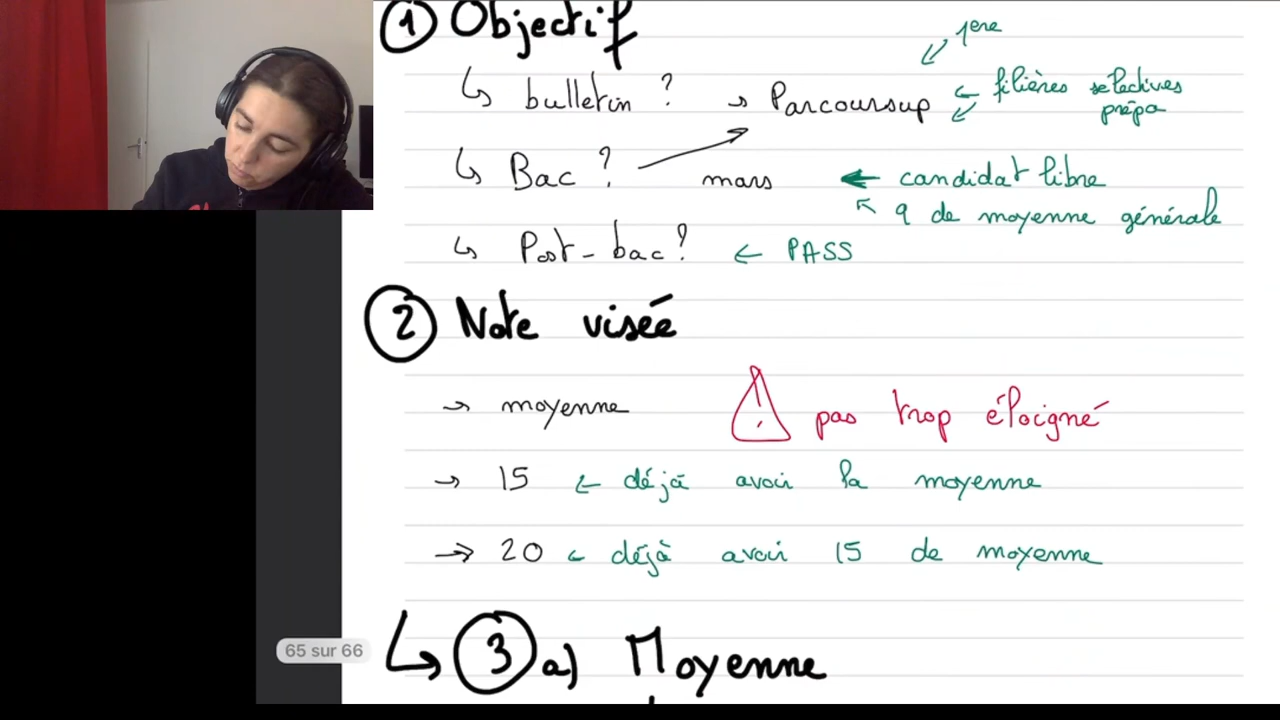 1 Objectif
1ere
↳ bulletin ? → Parcoursup ← filières selectives
prépa
↳ Bac ? mars ← candidat libre
9 de moyenne générale
↳ Post-bac ? ← PASS
2 Note visée
→ moyenne ! pas trop éloigné
→ 15 ← déjà avoir la moyenne
→ 20 ← déjà avoir 15 de moyenne
↳ 3 a) Moyenne
65 sur 66